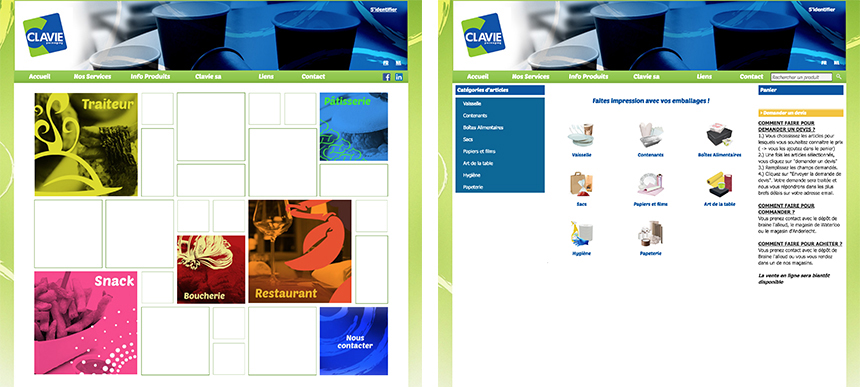 S'identifier
CLAVIE
packaging
FR NL
Accueil Nos Services Info Produits Clavie sa Liens Contact
Traiteur
Pâtisserie
Boucherie
Restaurant
Snack
Nous
contacter
S'identifier
CLAVIE
packaging
FR NL
Accueil Nos Services Info Produits Clavie sa Liens Contact
Rechercher un produit
Catégories d'articles
Vaisselle
Contenants
Boîtes Alimentaires
Sacs
Papiers et films
Art de la table
Hygiène
Papeterie
Faites impression avec vos emballages !
Vaisselle
Contenants
Boîtes Alimentaires
Sacs
Papiers et films
Art de la table
Hygiène
Papeterie
Panier
> Demander un devis
COMMENT FAIRE POUR
DEMANDER UN DEVIS ?
1.) Vous choisissez les articles pour
lesquels vous souhaitez connaitre le prix
( -> vous les ajoutez dans le panier)
2.) Une fois les articles sélectionnés,
vous cliquez sur "demander un devis"
3.) Remplissez les champs demandés.
4.) Cliquez sur "Envoyer la demande de
devis". Votre demande sera traitée et
nous vous répondrons dans les plus
brefs délais sur votre adresse email.
COMMENT FAIRE POUR
COMMANDER ?
Vous prenez contact avec le dépôt de
Braine l'alleud, le magasin de Waterloo
ou le magasin d'Anderlecht.
COMMENT FAIRE POUR ACHETER ?
Vous prenez contact avec le dépôt de
Braine l'alleud ou vous vous rendez
dans un de nos magasins.
La vente en ligne sera bientôt
disponible